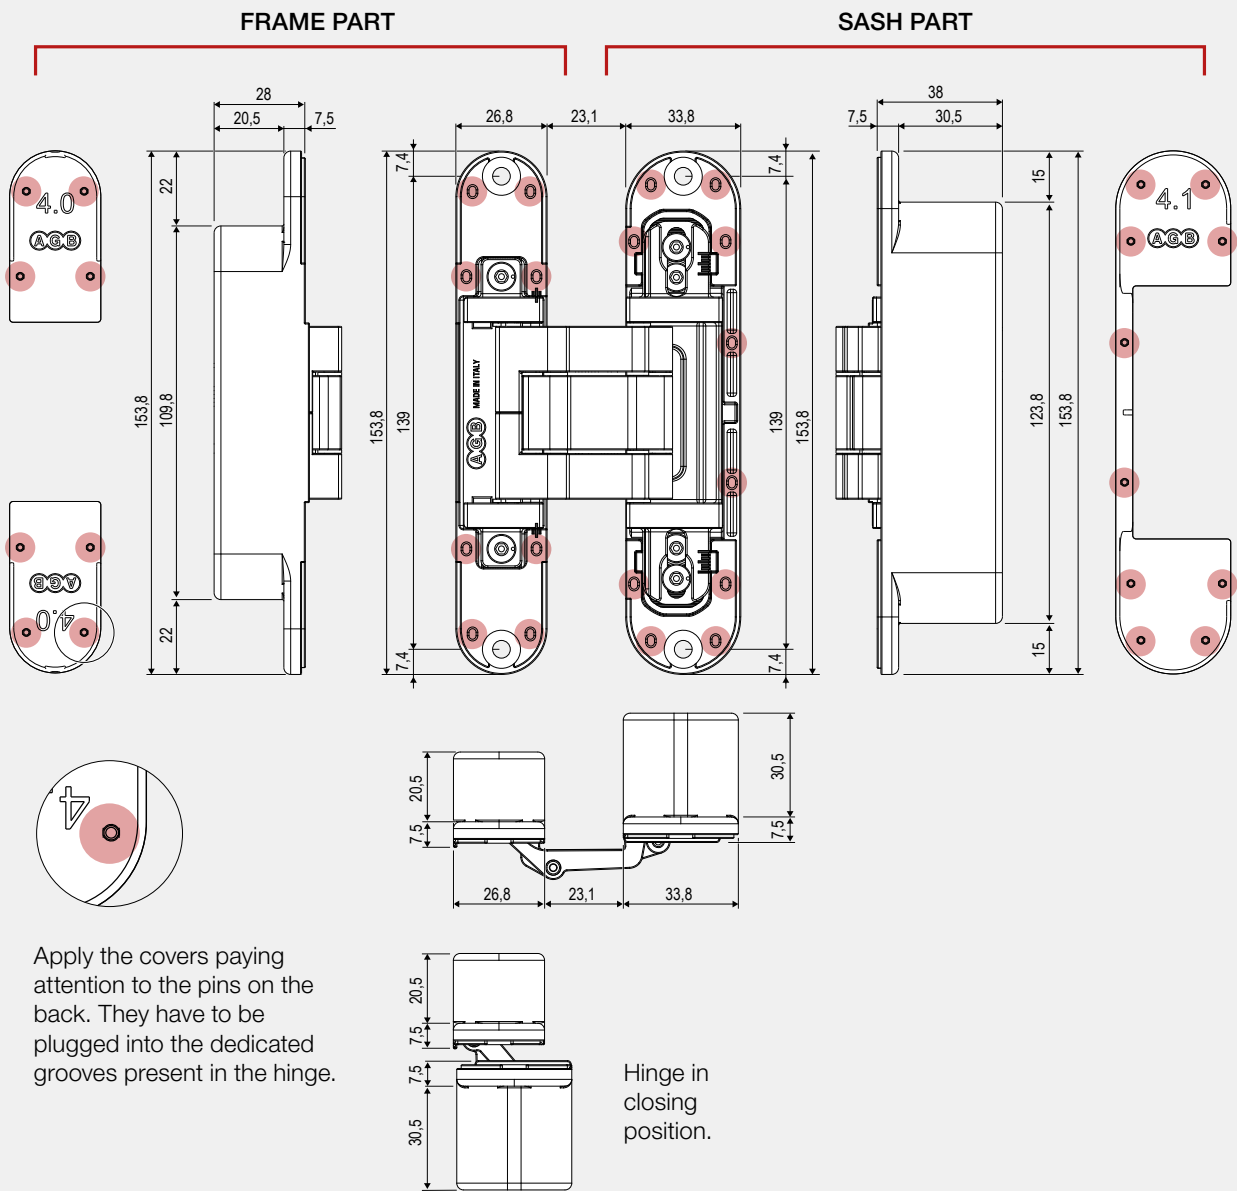 FRAME PART
SASH PART
28
20,5
7,5
26,8
23,1
33,8
38
7,5
30,5
4.0
AGB
22
153,8
109,8
22
7,4
153,8
139
7,4
MADE IN ITALY
AGB
7,4
139
153,8
7,4
15
123,8
153,8
15
4.1
AGB
AGB
4.0
20,5
7,5
30,5
7,5
26,8
23,1
33,8
4
Apply the covers paying
attention to the pins on the
back. They have to be
plugged into the dedicated
grooves present in the hinge.
20,5
7,5
7,5
30,5
Hinge in
closing
position.